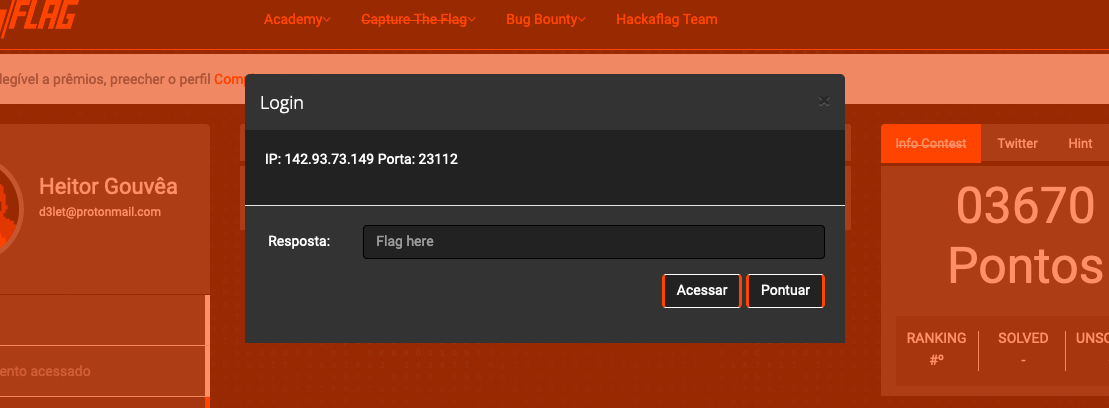 FLAG
Academy
Capture The Flag
Bug Bounty
Hackaflag Team
legível a prêmios, preecher o perfil
Login
×
IP: 142.93.73.149 Porta: 23112
Info Contest
Twitter
Hint
Heitor Gouvêa
d3let@protonmail.com
03670
Pontos
Resposta:
Flag here
Acessar
Pontuar
RANKING
SOLVED
#º
-
ento acessado